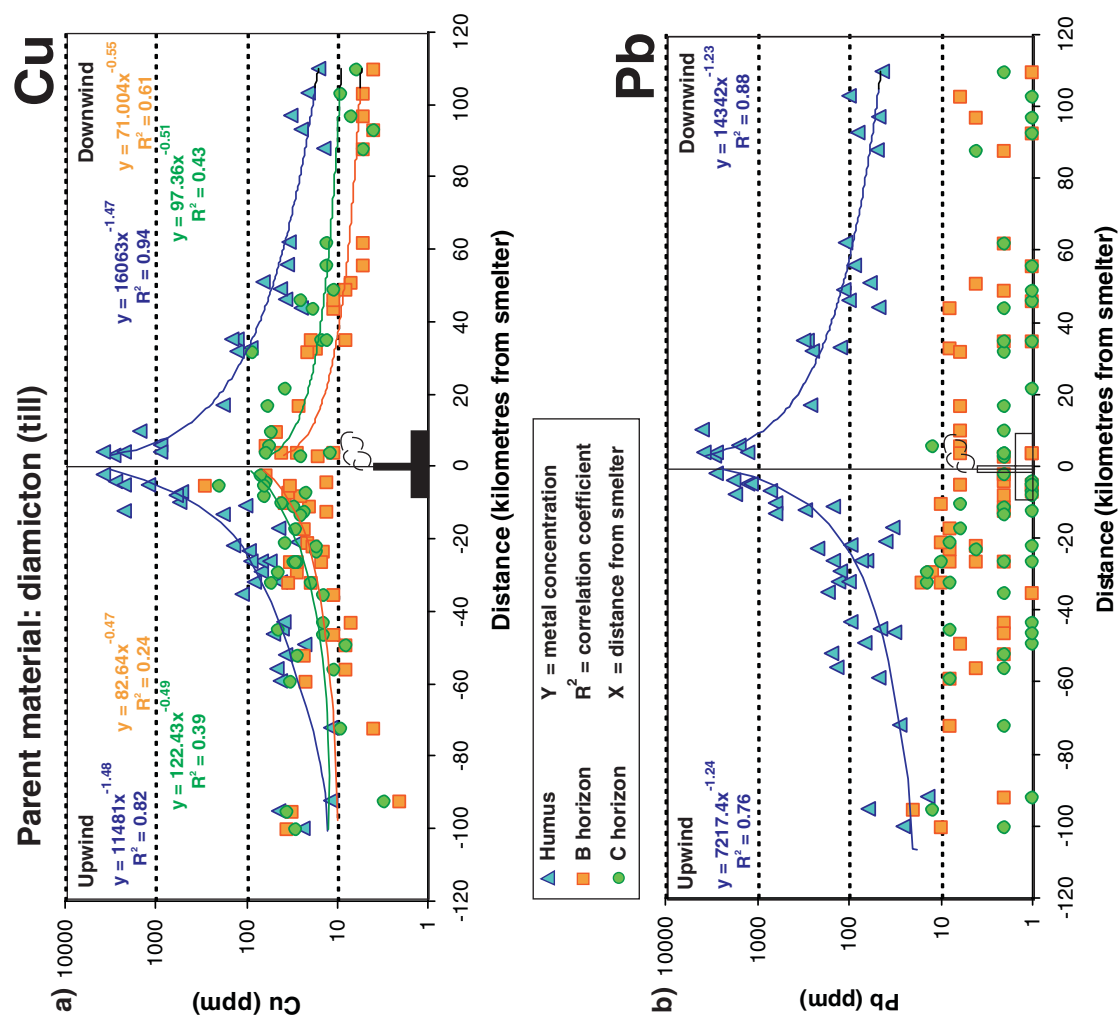 Parent material: diamicton (till)
Cu
a)
Upwind
y = 11481x^-1.48
R² = 0.82
y = 82.64x^-0.47
R² = 0.24
y = 122.43x^-0.49
R² = 0.39
y = 16063x^-1.47
R² = 0.94
Downwind
y = 71.004x^-0.55
R² = 0.61
y = 97.36x^-0.51
R² = 0.43
Cu (ppm)
10000
1000
100
10
1
-120
-100
-80
-60
-40
-20
0
20
40
60
80
100
120
Distance (kilometres from smelter)
Humus
B horizon
C horizon
Y = metal concentration
R² = correlation coefficient
X = distance from smelter
Pb
b)
Upwind
y = 7217.4x^-1.24
R² = 0.76
Downwind
y = 14342x^-1.23
R² = 0.88
Pb (ppm)
10000
1000
100
10
1
-120
-100
-80
-60
-40
-20
0
20
40
60
80
100
120
Distance (kilometres from smelter)